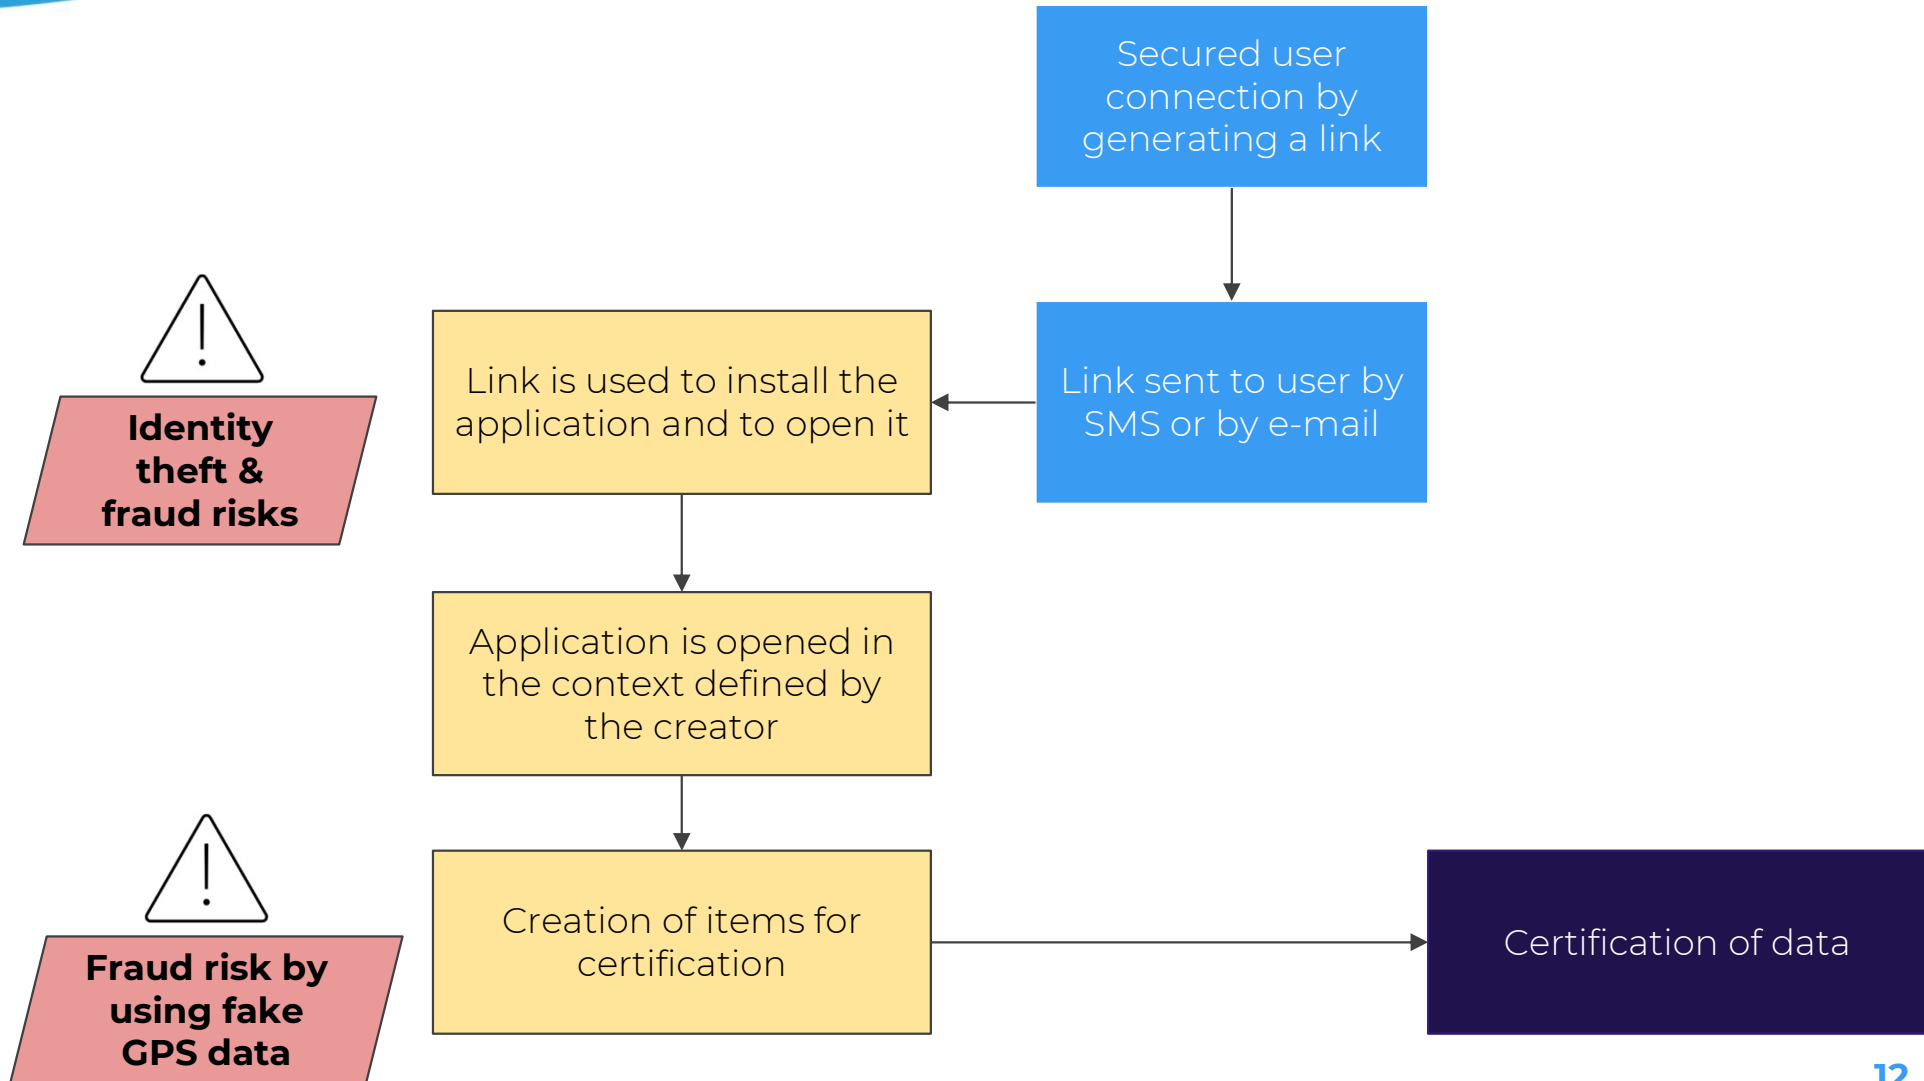 Secured user
connection by
generating a link
Link sent to user by
SMS or by e-mail
Link is used to install the
application and to open it
Identity
theft &
fraud risks
Application is opened in
the context defined by
the creator
Creation of items for
certification
Fraud risk by
using fake
GPS data
Certification of data
12